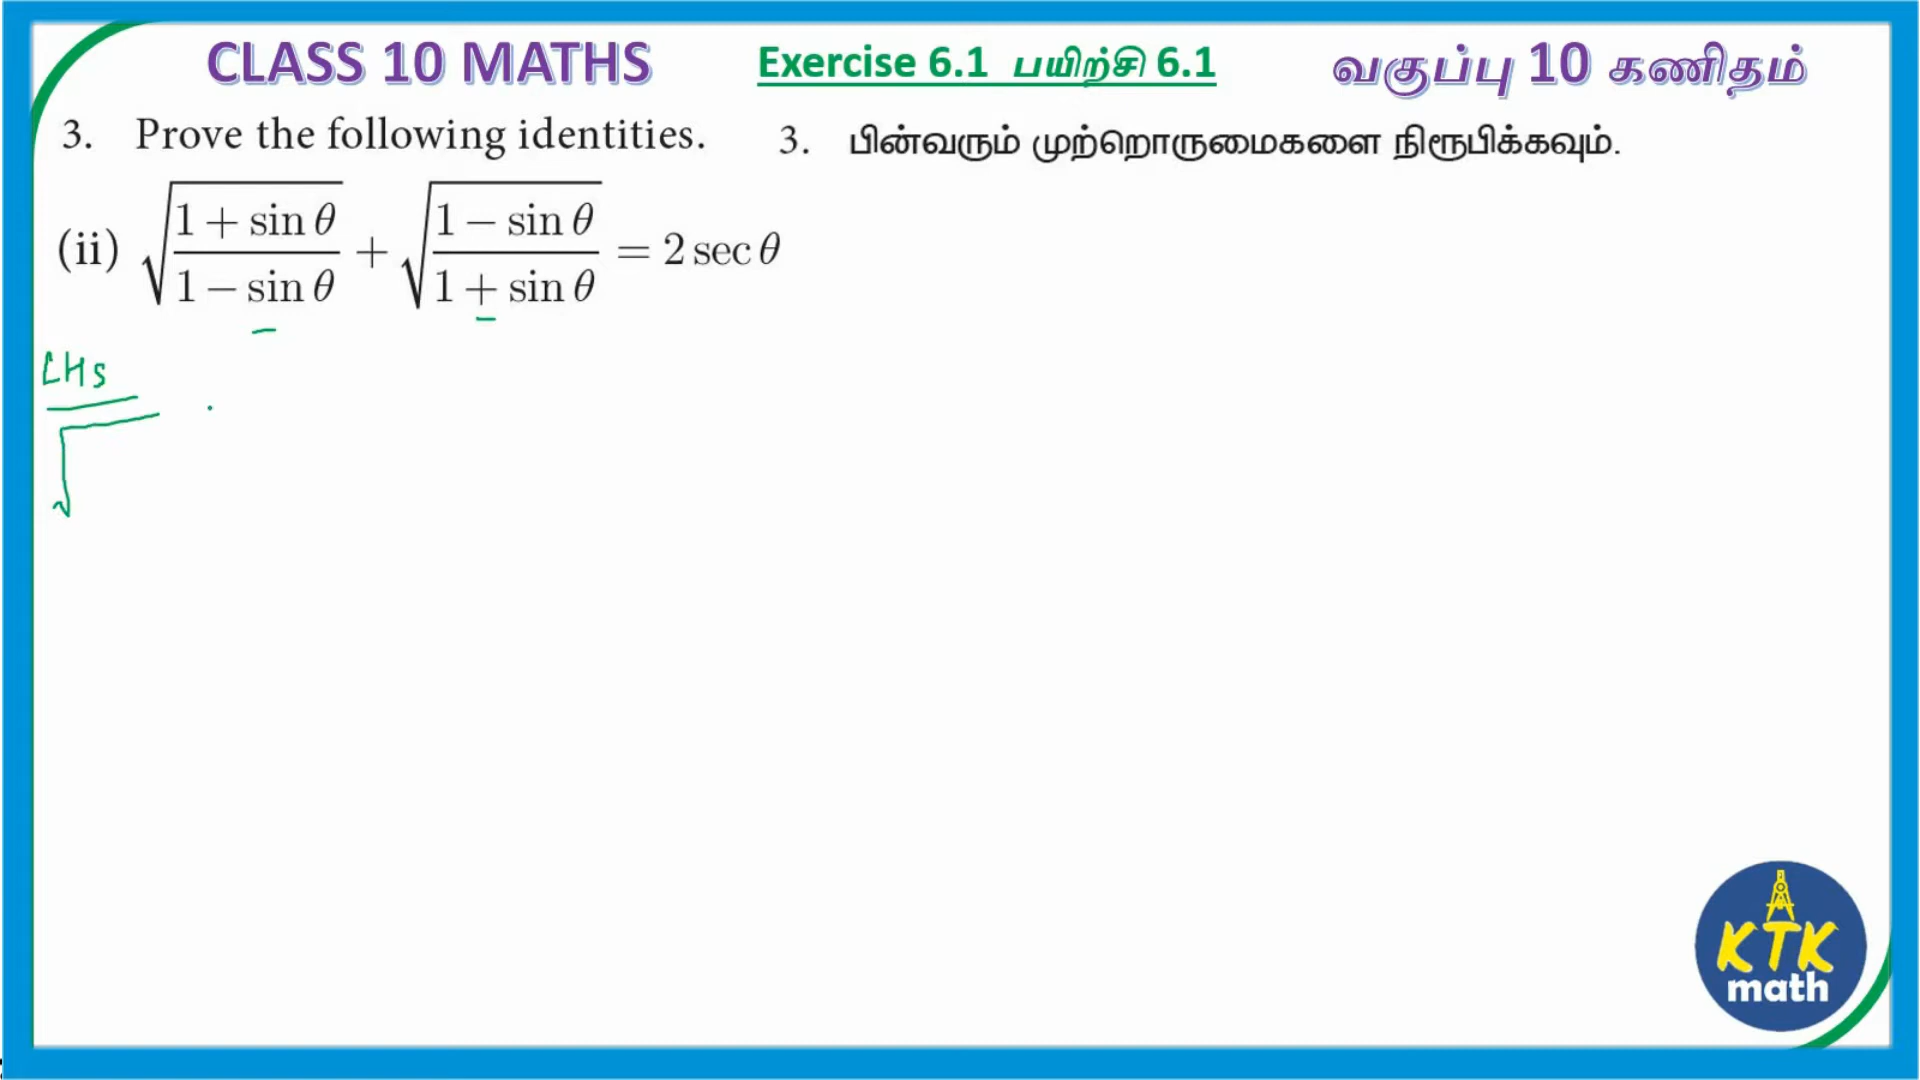 CLASS 10 MATHS Exercise 6.1 பயிற்சி 6.1 வகுப்பு 10 கணிதம்
3. Prove the following identities. 3. பின்வரும் முற்றொருமைகளை நிரூபிக்கவும்.
(ii) √((1 + sin θ)/(1 − sin θ)) + √((1 − sin θ)/(1 + sin θ)) = 2 sec θ
LHS
√
KTK
math